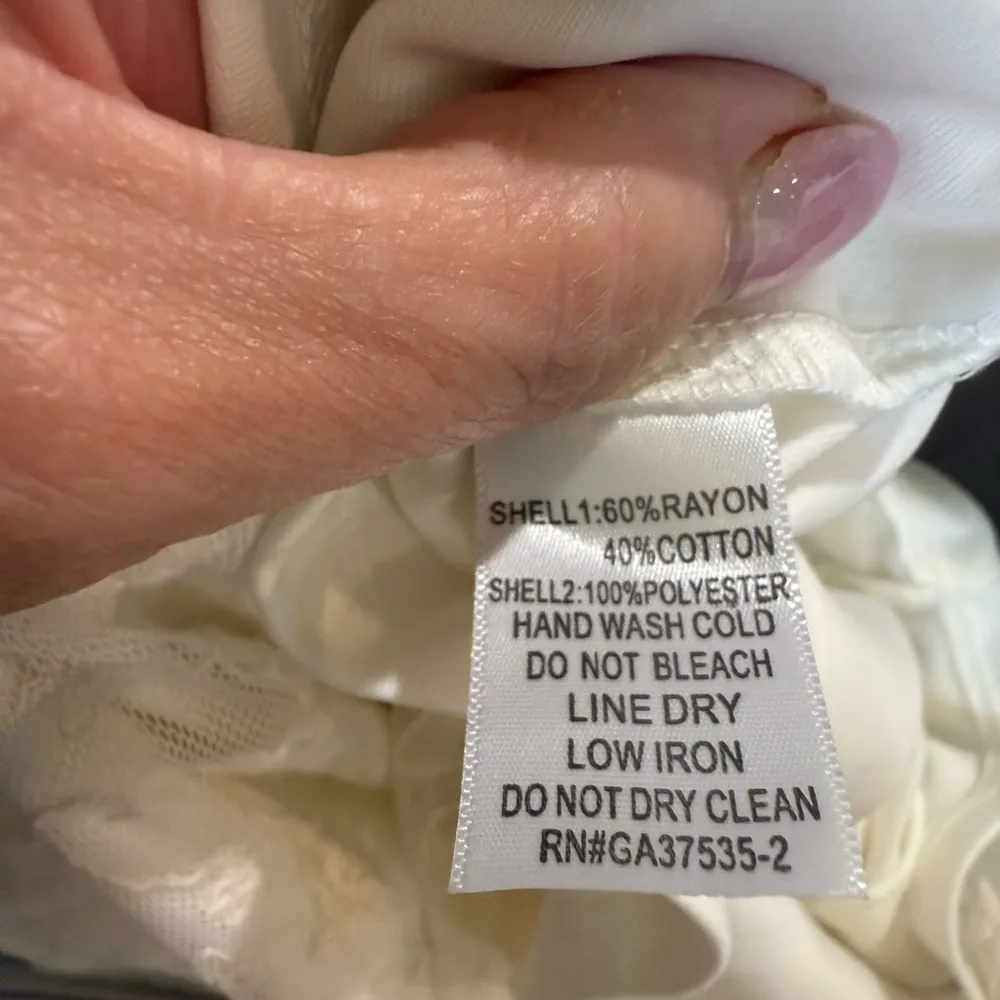 SHELL1:60%RAYON
40%COTTON
SHELL2:100%POLYESTER
HAND WASH COLD
DO NOT BLEACH
LINE DRY
LOW IRON
DO NOT DRY CLEAN
RN#GA37535-2